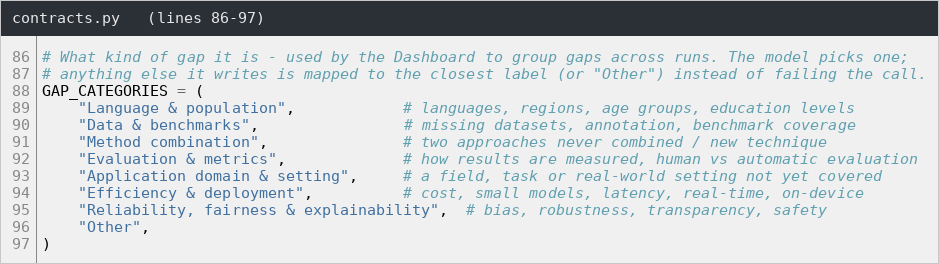 contracts.py   (lines 86-97)
86 # What kind of gap it is - used by the Dashboard to group gaps across runs. The model picks one;
87 # anything else it writes is mapped to the closest label (or "Other") instead of failing the call.
88 GAP_CATEGORIES = (
89     "Language & population",            # languages, regions, age groups, education levels
90     "Data & benchmarks",                # missing datasets, annotation, benchmark coverage
91     "Method combination",               # two approaches never combined / new technique
92     "Evaluation & metrics",             # how results are measured, human vs automatic evaluation
93     "Application domain & setting",     # a field, task or real-world setting not yet covered
94     "Efficiency & deployment",          # cost, small models, latency, real-time, on-device
95     "Reliability, fairness & explainability",  # bias, robustness, transparency, safety
96     "Other",
97 )